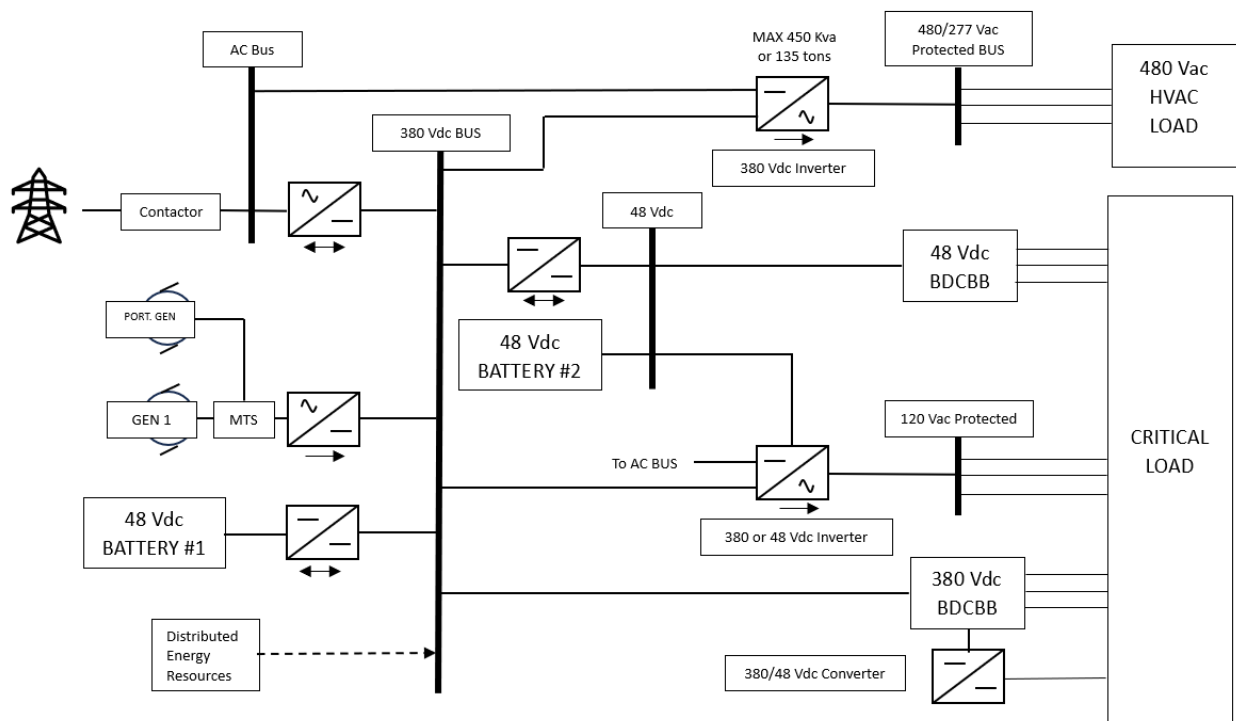 AC Bus
MAX 450 Kva
or 135 tons
480/277 Vac
Protected BUS
480 Vac
HVAC
LOAD
380 Vdc BUS
380 Vdc Inverter
Contactor
48 Vdc
48 Vdc
BDCBB
PORT. GEN
48 Vdc
BATTERY #2
GEN 1
MTS
120 Vac Protected
CRITICAL
LOAD
To AC BUS
48 Vdc
BATTERY #1
380 or 48 Vdc Inverter
380 Vdc
BDCBB
Distributed
Energy
Resources
380/48 Vdc Converter